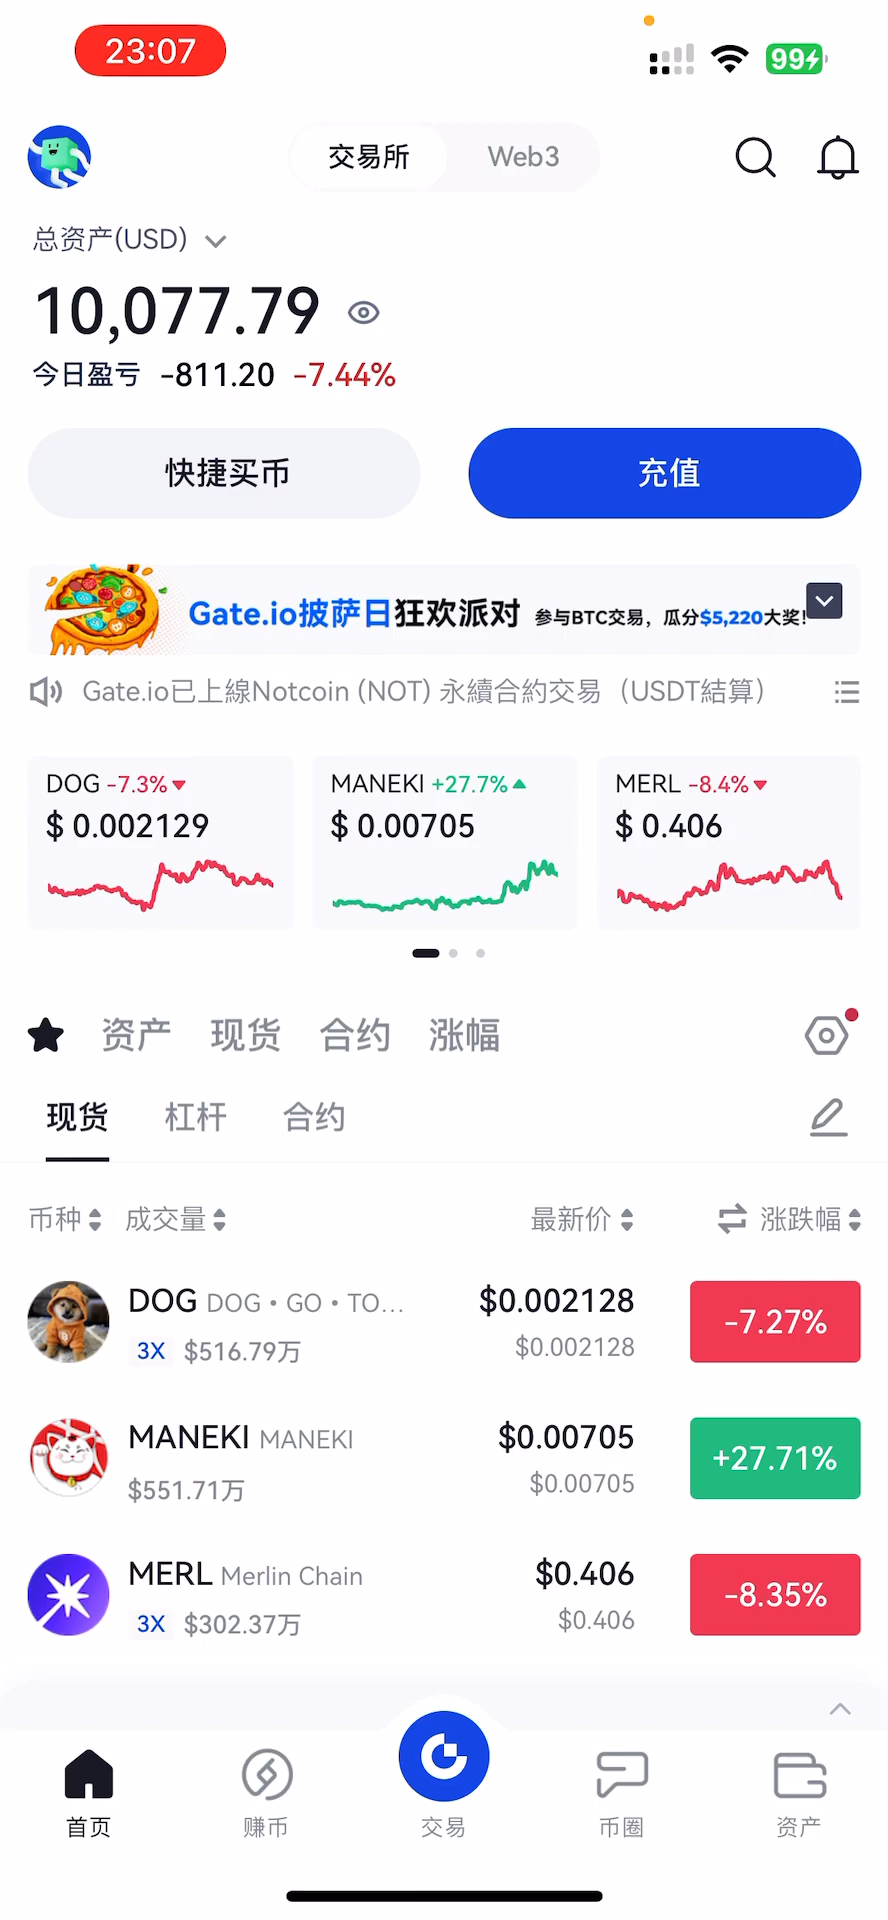 23:07
99
交易所
Web3
总资产(USD)
10,077.79
今日盈亏 -811.20 -7.44%
快捷买币
充值
Gate.io披萨日狂欢派对 参与BTC交易，瓜分$5,220大奖!
Gate.io已上線Notcoin (NOT) 永續合約交易（USDT結算）
DOG -7.3%
$ 0.002129
MANEKI +27.7%
$ 0.00705
MERL -8.4%
$ 0.406
资产 现货 合约 涨幅
现货 杠杆 合约
币种 成交量 最新价 涨跌幅
DOG DOG • GO • TO... $0.002128 -7.27%
3X $516.79万 $0.002128
MANEKI MANEKI $0.00705 +27.71%
$551.71万 $0.00705
MERL Merlin Chain $0.406 -8.35%
3X $302.37万 $0.406
首页 赚币 交易 币圈 资产